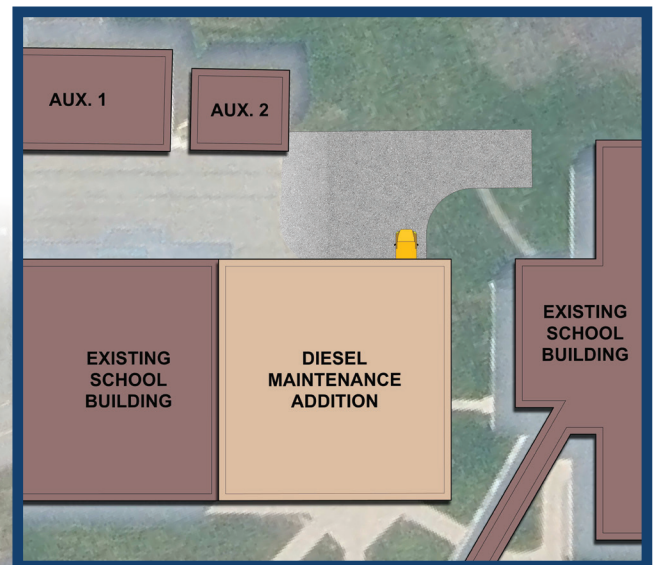 AUX. 1
AUX. 2
EXISTING
SCHOOL
BUILDING
DIESEL
MAINTENANCE
ADDITION
EXISTING
SCHOOL
BUILDING